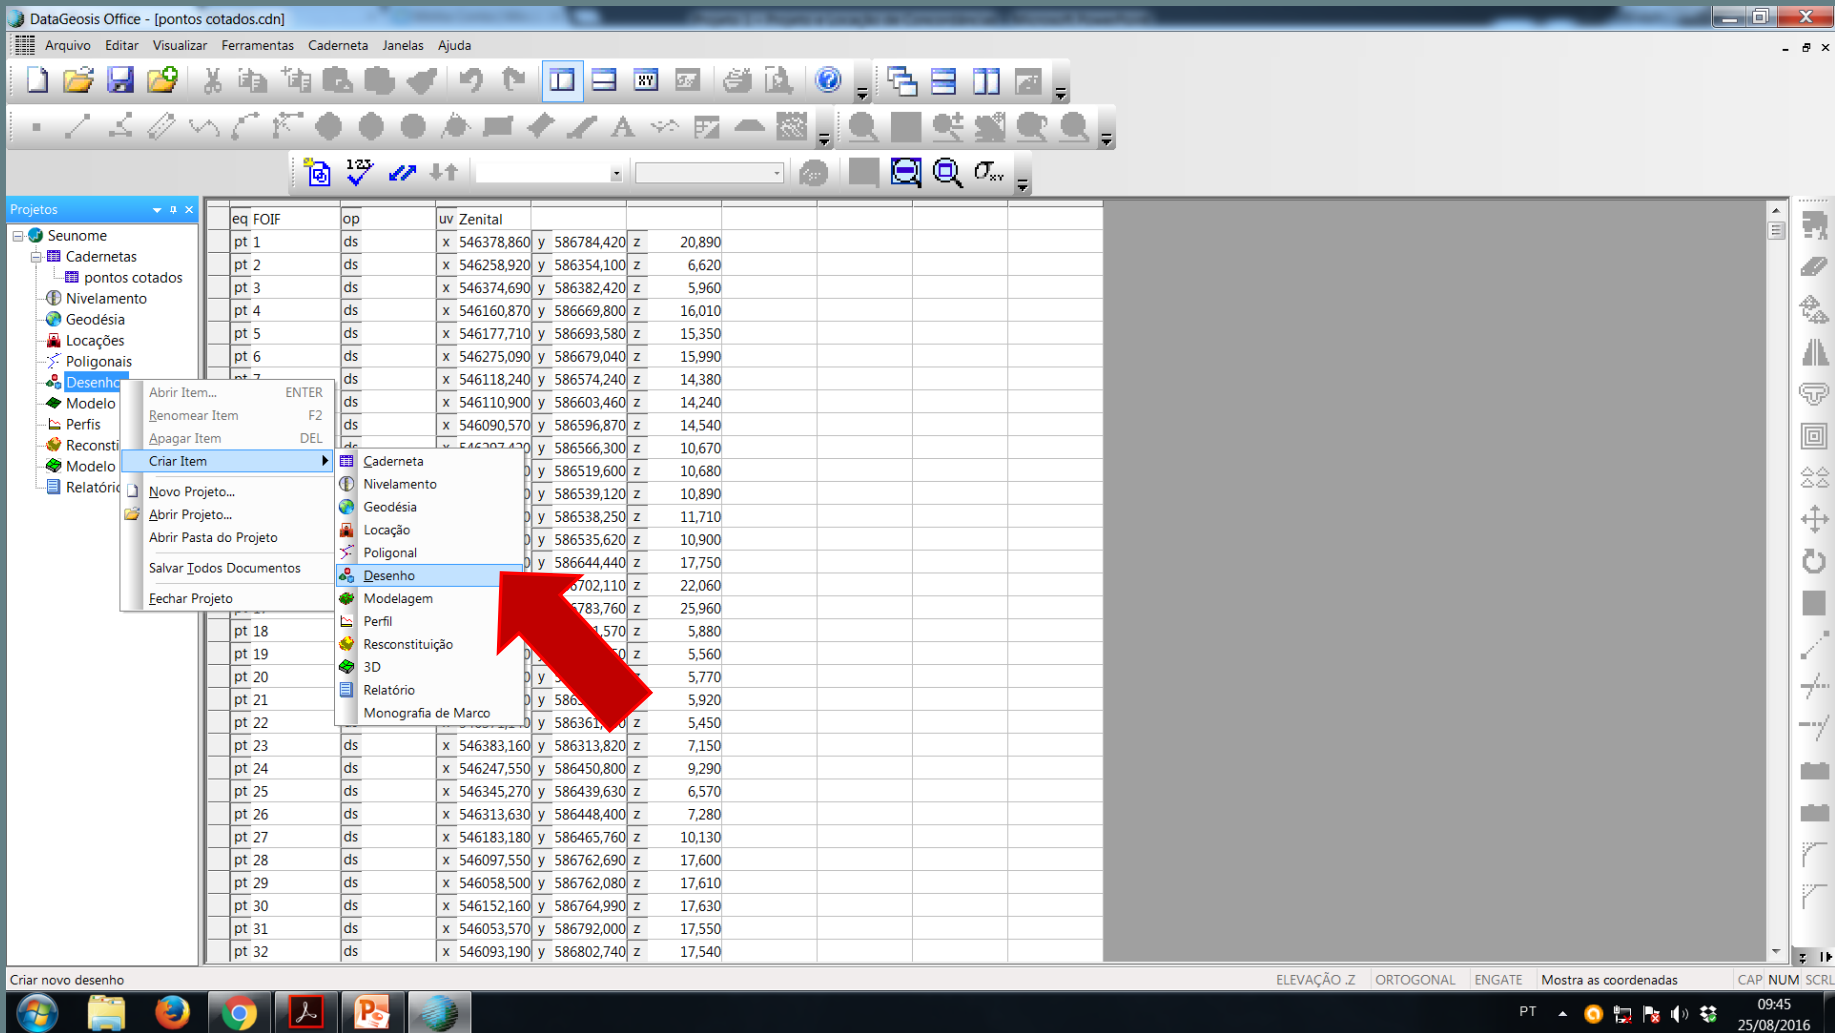 DataGeosis Office - [pontos cotados.cdn]
Arquivo Editar Visualizar Ferramentas Caderneta Janelas Ajuda
Projetos
Seunome
Cadernetas
pontos cotados
Nivelamento
Geodésia
Locações
Poligonais
Desenho
Modelo
Perfis
Reconsti
Modelo
Relatório
Abrir Item... ENTER
Renomear Item F2
Apagar Item DEL
Criar Item
Novo Projeto...
Abrir Projeto...
Abrir Pasta do Projeto
Salvar Todos Documentos
Fechar Projeto
Caderneta
Nivelamento
Geodésia
Locação
Poligonal
Desenho
Modelagem
Perfil
Resconstituição
3D
Relatório
Monografia de Marco
eq FOIF op uv Zenital
pt 1 ds x 546378,860 y 586784,420 z 20,890
pt 2 ds x 546258,920 y 586354,100 z 6,620
pt 3 ds x 546374,690 y 586382,420 z 5,960
pt 4 ds x 546160,870 y 586669,800 z 16,010
pt 5 ds x 546177,710 y 586693,580 z 15,350
pt 6 ds x 546275,090 y 586679,040 z 15,990
pt 7 ds x 546118,240 y 586574,240 z 14,380
ds x 546110,900 y 586603,460 z 14,240
ds x 546090,570 y 586596,870 z 14,540
ds x y 586566,300 z 10,670
y 586519,600 z 10,680
y 586539,120 z 10,890
y 586538,250 z 11,710
y 586535,620 z 10,900
y 586644,440 z 17,750
702,110 z 22,060
783,760 z 25,960
pt 18 570 z 5,880
pt 19 z 5,560
pt 20 z 5,770
pt 21 z 5,920
pt 22 y 586361, z 5,450
pt 23 ds x 546383,160 y 586313,820 z 7,150
pt 24 ds x 546247,550 y 586450,800 z 9,290
pt 25 ds x 546345,270 y 586439,630 z 6,570
pt 26 ds x 546313,630 y 586448,400 z 7,280
pt 27 ds x 546183,180 y 586465,760 z 10,130
pt 28 ds x 546097,550 y 586762,690 z 17,600
pt 29 ds x 546058,500 y 586762,080 z 17,610
pt 30 ds x 546152,160 y 586764,990 z 17,630
pt 31 ds x 546053,570 y 586792,000 z 17,550
pt 32 ds x 546093,190 y 586802,740 z 17,540
Criar novo desenho ELEVAÇÃO .Z ORTOGONAL ENGATE Mostra as coordenadas CAP NUM SCRL
PT 09:45
25/08/2016